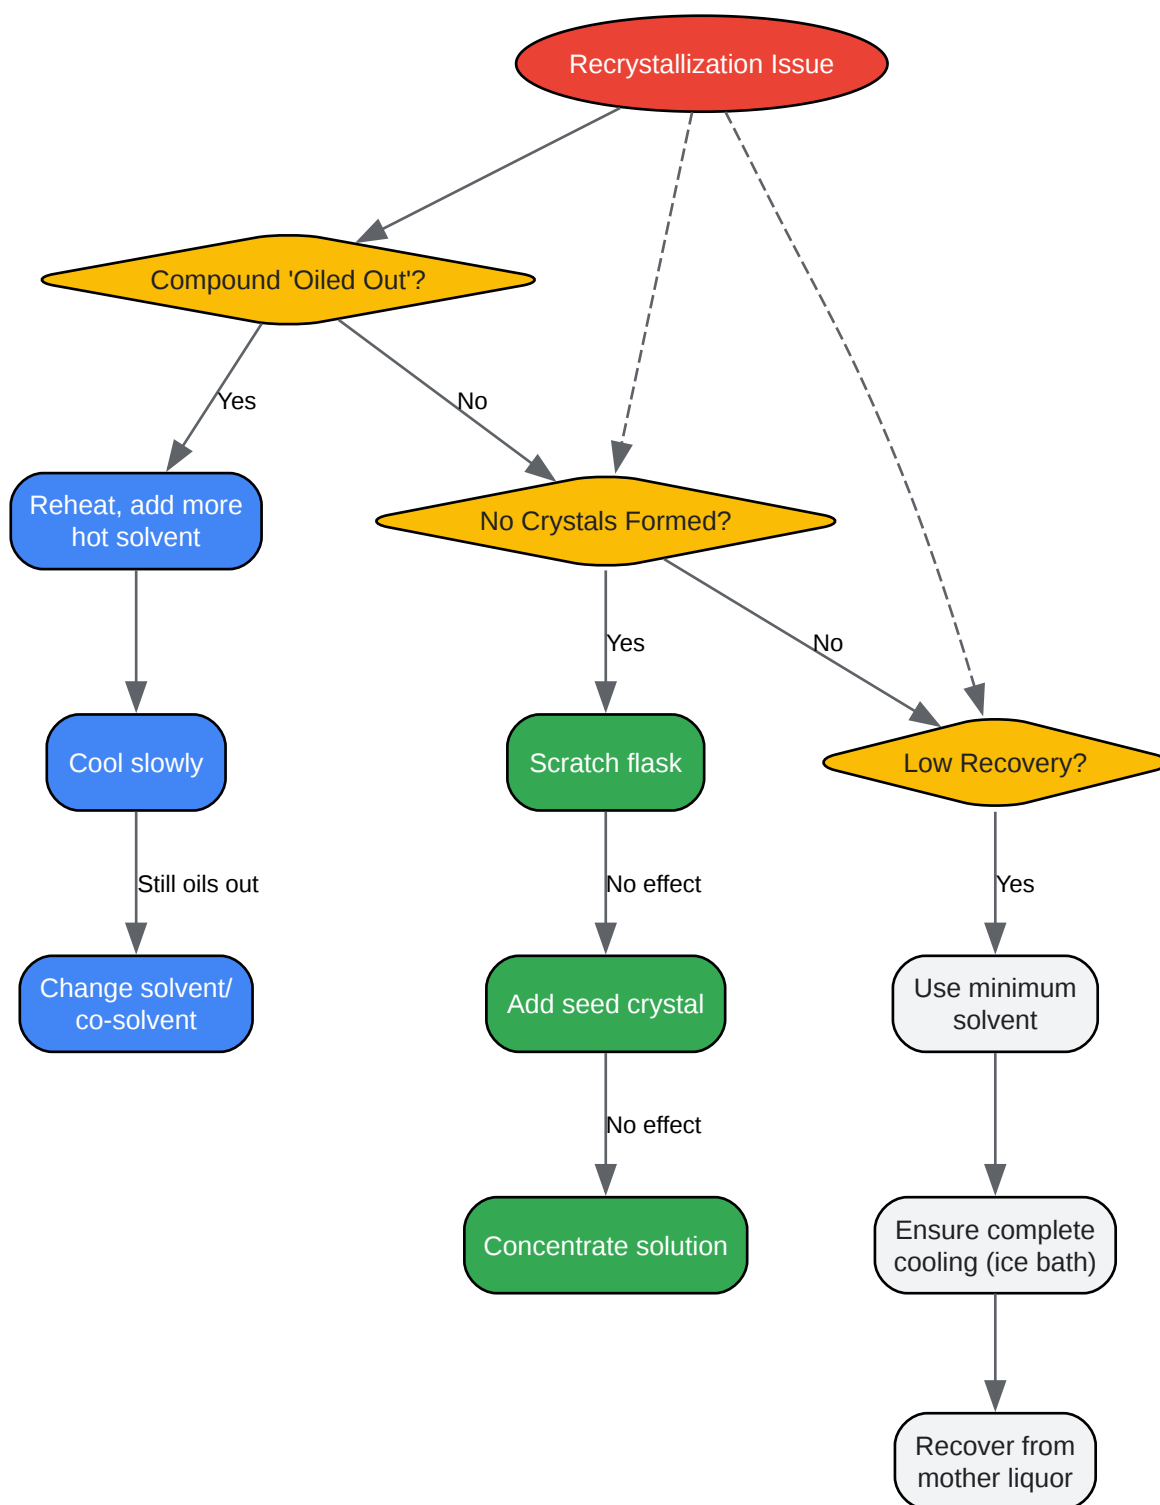 Recrystallization Issue
Compound 'Oiled Out'?
Yes
No
Reheat, add more
hot solvent
No Crystals Formed?
Yes
No
Cool slowly
Scratch flask
Low Recovery?
Still oils out
No effect
Yes
Change solvent/
co-solvent
Add seed crystal
Use minimum
solvent
No effect
Concentrate solution
Ensure complete
cooling (ice bath)
Recover from
mother liquor